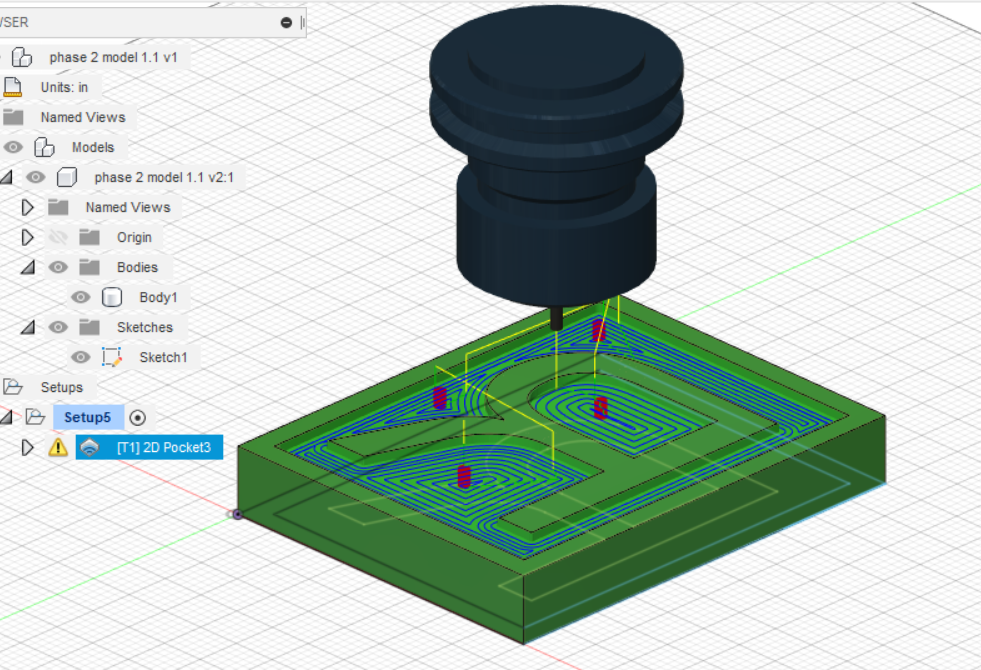 phase 2 model 1.1 v1
Units: in
Named Views
Models
phase 2 model 1.1 v2:1
Named Views
Origin
Bodies
Body1
Sketches
Sketch1
Setups
Setup5
[T1] 2D Pocket3